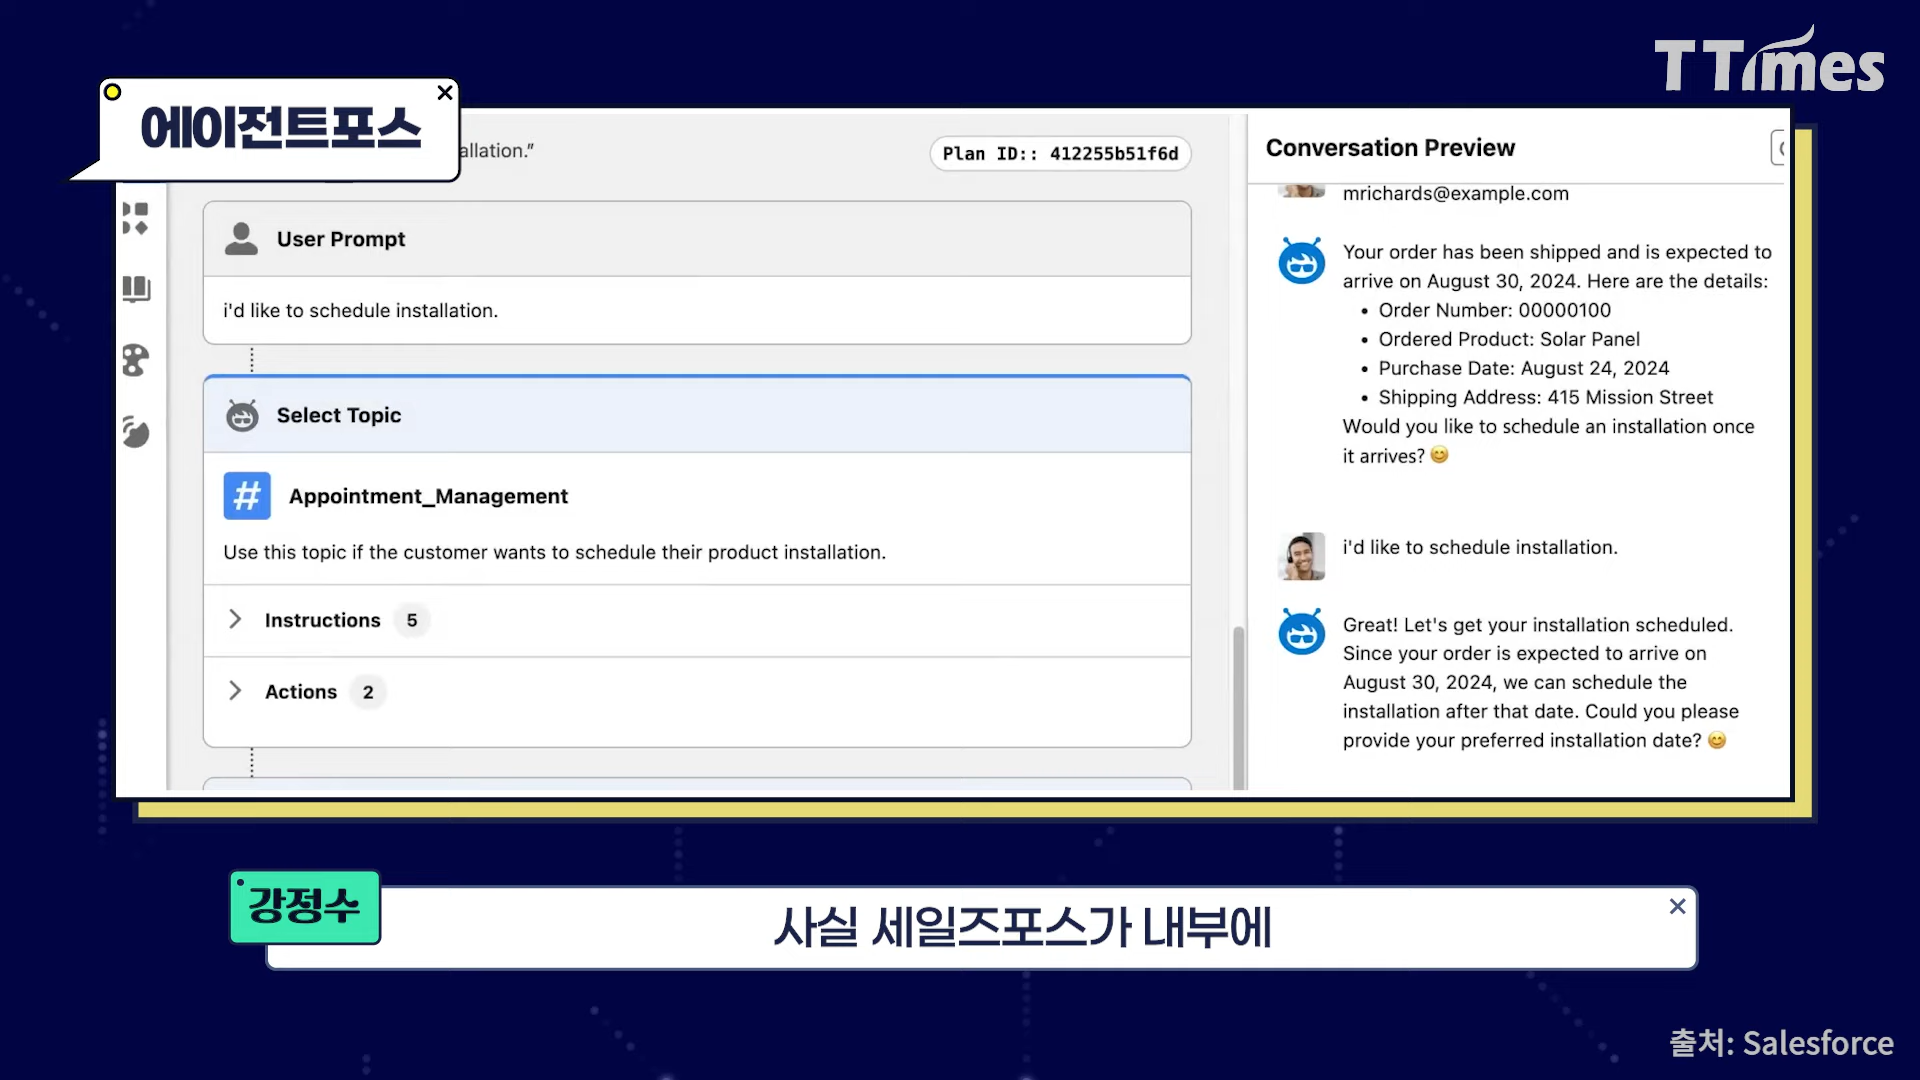 TTimes
에이전트포스
allation.”
Plan ID:: 412255b51f6d
User Prompt
i'd like to schedule installation.
Select Topic
# Appointment_Management
Use this topic if the customer wants to schedule their product installation.
Instructions 5
Actions 2
Conversation Preview
mrichards@example.com
Your order has been shipped and is expected to
arrive on August 30, 2024. Here are the details:
• Order Number: 00000100
• Ordered Product: Solar Panel
• Purchase Date: August 24, 2024
• Shipping Address: 415 Mission Street
Would you like to schedule an installation once
it arrives? 😊
i'd like to schedule installation.
Great! Let's get your installation scheduled.
Since your order is expected to arrive on
August 30, 2024, we can schedule the
installation after that date. Could you please
provide your preferred installation date? 😊
강정수
사실 세일즈포스가 내부에
출처: Salesforce